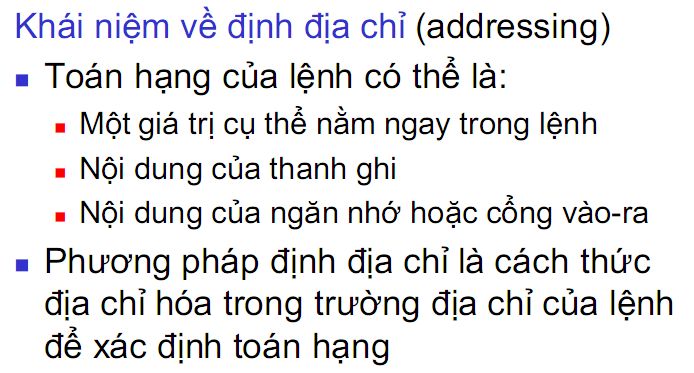 Khái niệm về định địa chỉ (addressing)
Toán hạng của lệnh có thể là:
Một giá trị cụ thể nằm ngay trong lệnh
Nội dung của thanh ghi
Nội dung của ngăn nhớ hoặc cổng vào-ra
Phương pháp định địa chỉ là cách thức
địa chỉ hóa trong trường địa chỉ của lệnh
để xác định toán hạng